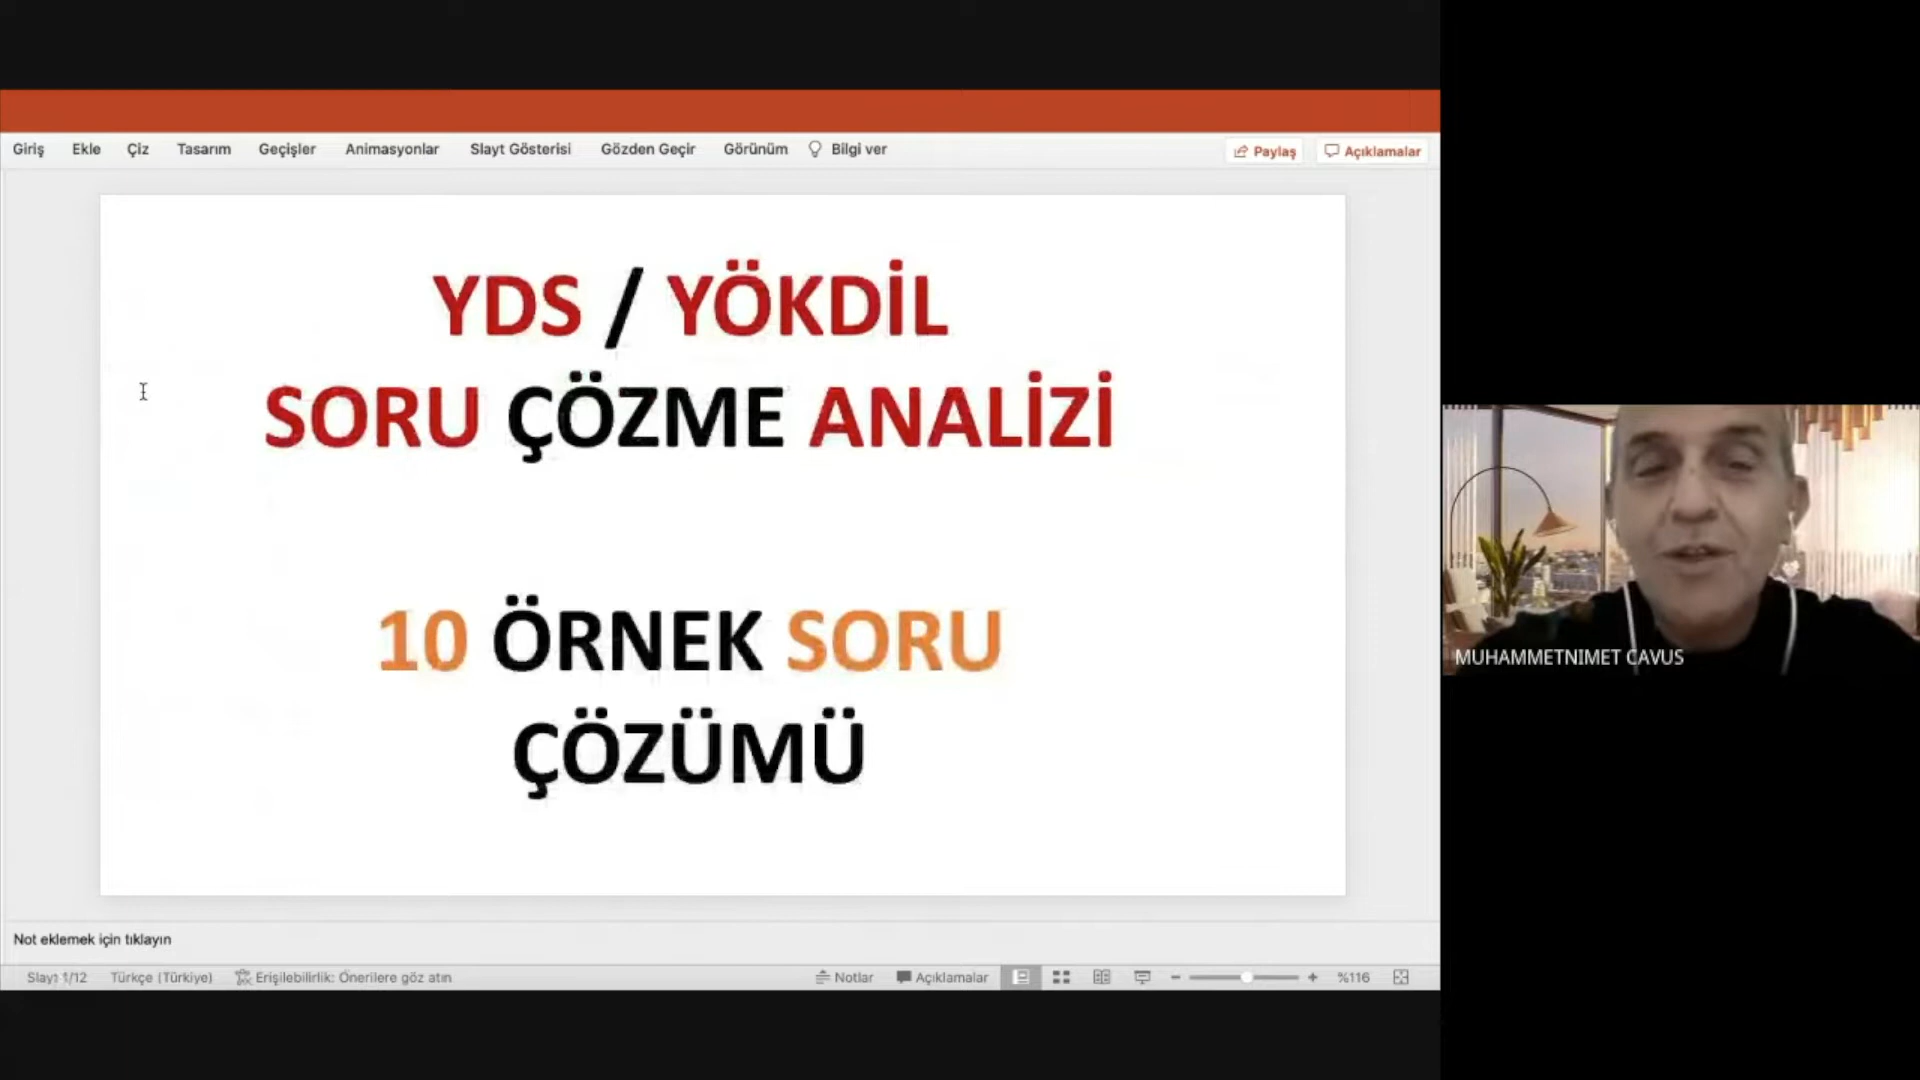 Giriş Ekle Çiz Tasarım Geçişler Animasyonlar Slayt Gösterisi Gözden Geçir Görünüm Bilgi ver Paylaş Açıklamalar
YDS / YÖKDİL
SORU ÇÖZME ANALİZİ
10 ÖRNEK SORU
ÇÖZÜMÜ
MUHAMMETNIMET CAVUS
Not eklemek için tıklayın
Slayt 1/12 Türkçe (Türkiye) Erişilebilirlik: Önerilere göz atın Notlar Açıklamalar %116